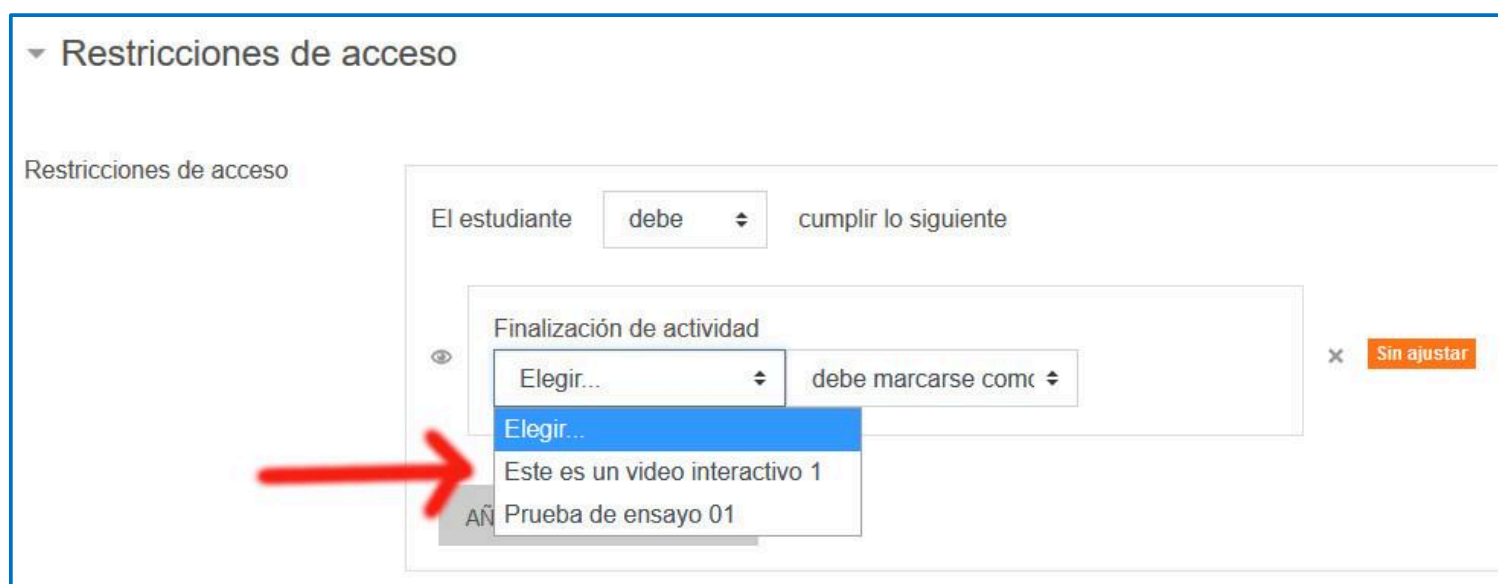 Restricciones de acceso
Restricciones de acceso
El estudiante debe cumplir lo siguiente
Finalización de actividad
Elegir... debe marcarse como
Sin ajustar
Elegir...
Este es un video interactivo 1
Prueba de ensayo 01
AÑ